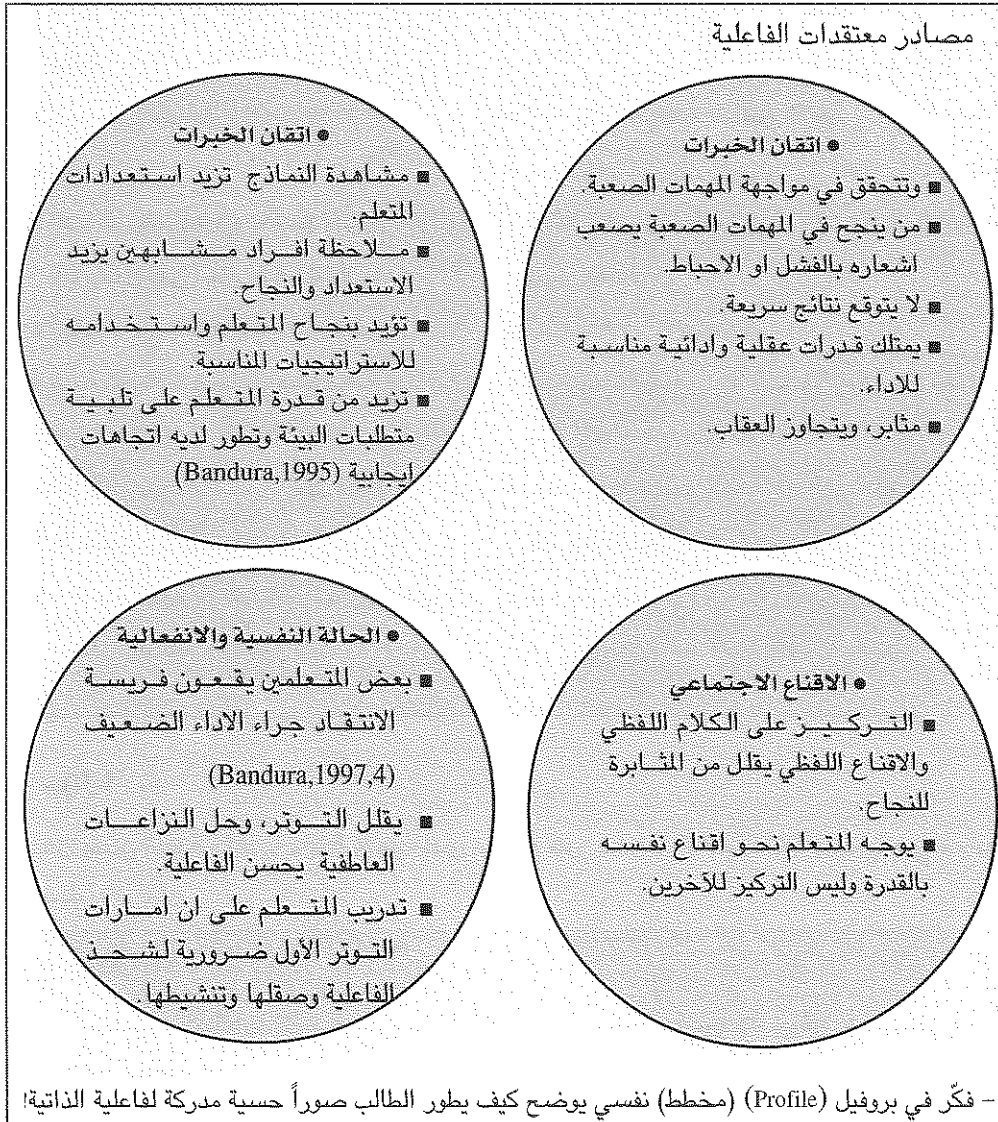 مصادر معتقدات الفاعلية
• اتقان الخبرات
■ وتتحقق في مواجهة المهمات الصعبة.
■ من ينجح في المهمات الصعبة يصعب
اشعاره بالفشل او الاحباط.
■ لا يتوقع نتائج سريعة.
■ يمتلك قدرات عقلية وادائية مناسبة
للاداء.
■ مثابر، ويتجاوز العقاب.
• اتقان الخبرات
■ مشاهدة النماذج تزيد استعدادات
المتعلم.
■ ملاحظة افراد مشابهين يزيد
الاستعداد والنجاح.
■ تؤيد بنجاح المتعلم واستخدامه
للاستراتيجيات المناسبة.
■ تزيد من قدرة المتعلم على تلبية
متطلبات البيئة وتطور لديه اتجاهات
ايجابية (Bandura,1995)
• الاقناع الاجتماعي
■ التركيز على الكلام اللفظي
والاقناع اللفظي يقلل من المثابرة
للنجاح.
■ يوجه المتعلم نحو اقناع نفسه
بالقدرة وليس التركيز للآخرين.
• الحالة النفسية والانفعالية
■ بعض المتعلمين يقعون فريسة
الانتقاد جراء الاداء الضعيف
(Bandura,1997,4)
■ يقلل التوتر، وحل النزاعات
العاطفية يحسن الفاعلية.
■ تدريب المتعلم على ان امارات
التوتر الأول ضرورية لشحذ
الفاعلية وصقلها وتنشيطها.
– فكّر في بروفيل (Profile) (مخطط) نفسي يوضح كيف يطور الطالب صوراً حسية مدركة لفاعلية الذاتية!